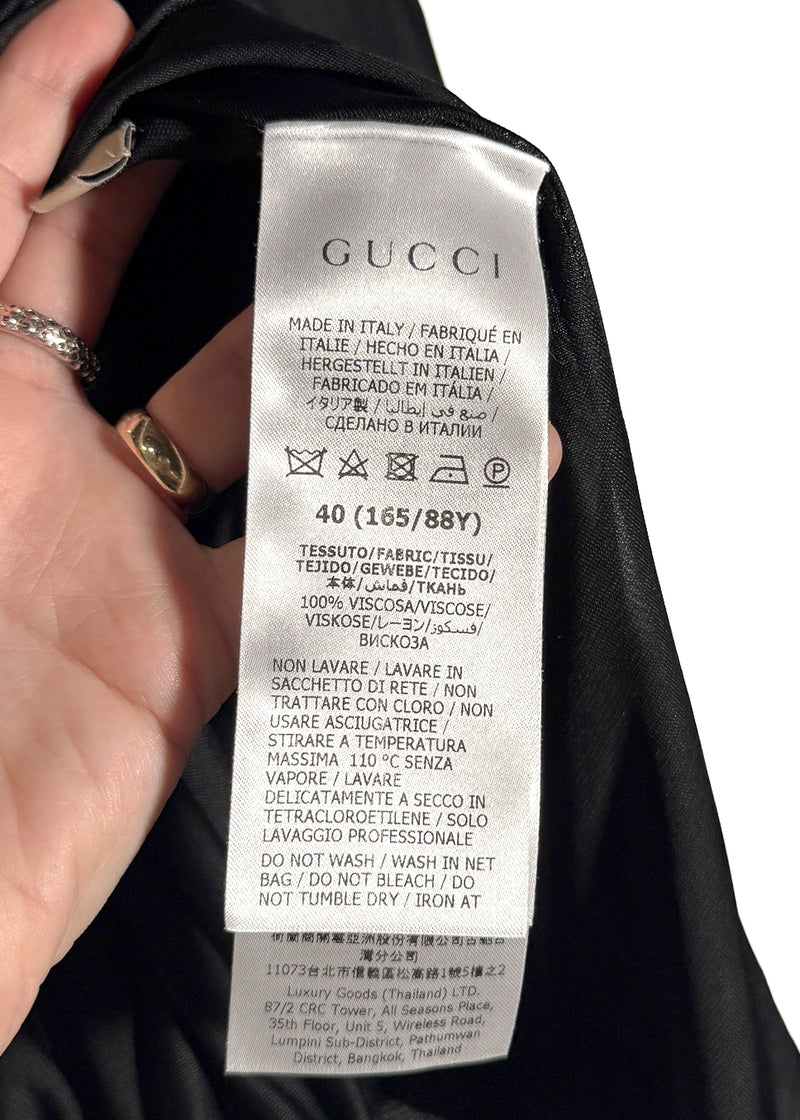 GUCCI
MADE IN ITALY / FABRIQUÉ EN
ITALIE / HECHO EN ITALIA /
HERGESTELLT IN ITALIEN /
FABRICADO EM ITÁLIA /
イタリア製 / صنع في إيطاليا /
СДЕЛАНО В ИТАЛИИ
P
40 (165/88Y)
TESSUTO/FABRIC/TISSU/
TEJIDO/GEWEBE/TECIDO/
本体/قماش/ТКАНЬ
100% VISCOSA/VISCOSE/
VISKOSE/レーヨン/فسكوز/
ВИСКОЗА
NON LAVARE / LAVARE IN
SACCHETTO DI RETE / NON
TRATTARE CON CLORO / NON
USARE ASCIUGATRICE /
STIRARE A TEMPERATURA
MASSIMA 110 °C SENZA
VAPORE / LAVARE
DELICATAMENTE A SECCO IN
TETRACLOROETILENE / SOLO
LAVAGGIO PROFESSIONALE
DO NOT WASH / WASH IN NET
BAG / DO NOT BLEACH / DO
NOT TUMBLE DRY / IRON AT
灣分公司
11073台北市信義區松高路1號5樓之2
Luxury Goods (Thailand) LTD.
87/2 CRC Tower, All Seasons Place,
35th Floor, Unit 5, Wireless Road,
Lumpini Sub-District, Pathumwan
District, Bangkok, Thailand